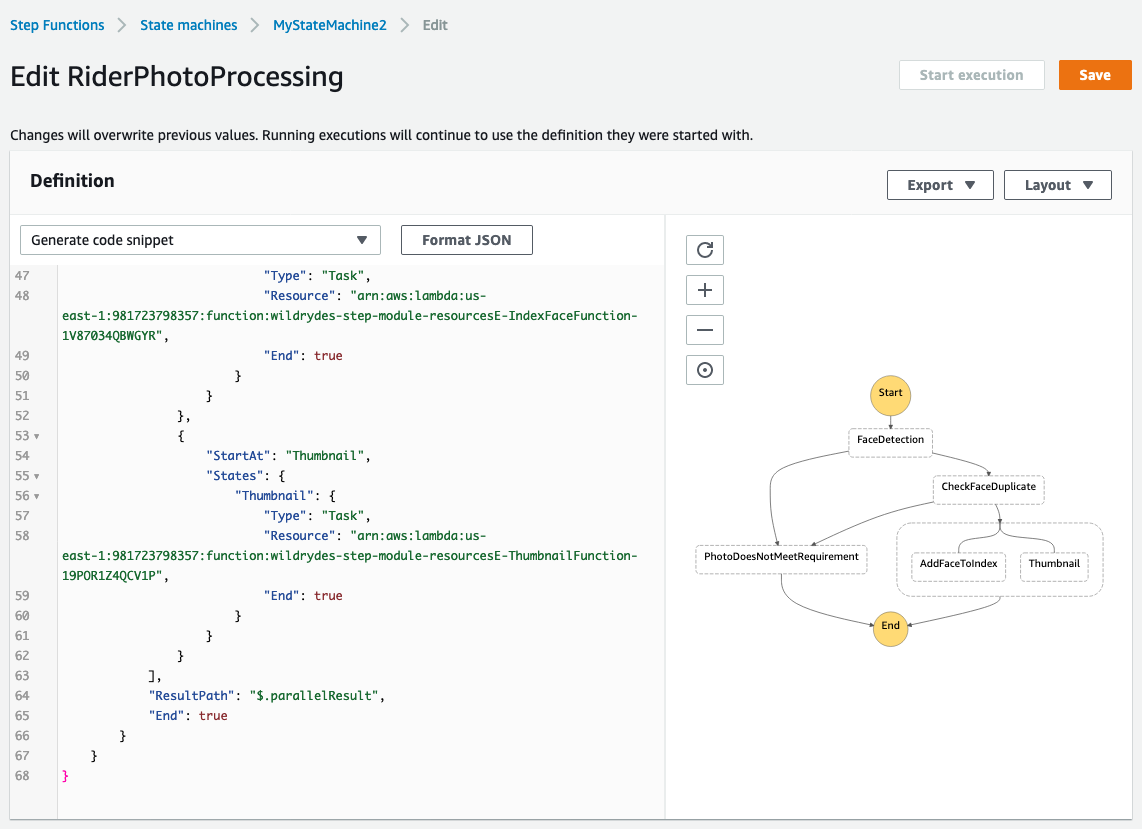 Step Functions > State machines > MyStateMachine2 > Edit
Edit RiderPhotoProcessing
Start execution
Save
Changes will overwrite previous values. Running executions will continue to use the definition they were started with.
Definition
Export ▼
Layout ▼
Generate code snippet ▼
Format JSON
47 "Type": "Task",
48 "Resource": "arn:aws:lambda:us-
east-1:981723798357:function:wildrydes-step-module-resourcesE-IndexFaceFunction-
1V87034QBWGYR",
49 "End": true
50 }
51 }
52 },
53 ▾ {
54 "StartAt": "Thumbnail",
55 ▾ "States": {
56 ▾ "Thumbnail": {
57 "Type": "Task",
58 "Resource": "arn:aws:lambda:us-
east-1:981723798357:function:wildrydes-step-module-resourcesE-ThumbnailFunction-
19POR1Z4QCV1P",
59 "End": true
60 }
61 }
62 }
63 ],
64 "ResultPath": "$.parallelResult",
65 "End": true
66 }
67 }
68 }
Start
FaceDetection
CheckFaceDuplicate
PhotoDoesNotMeetRequirement
AddFaceToIndex
Thumbnail
End